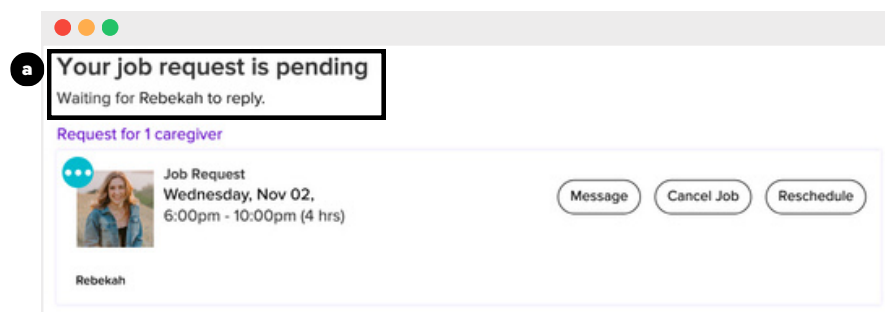 a
Your job request is pending
Waiting for Rebekah to reply.
Request for 1 caregiver
Job Request
Wednesday, Nov 02,
6:00pm - 10:00pm (4 hrs)
Message Cancel Job Reschedule
Rebekah